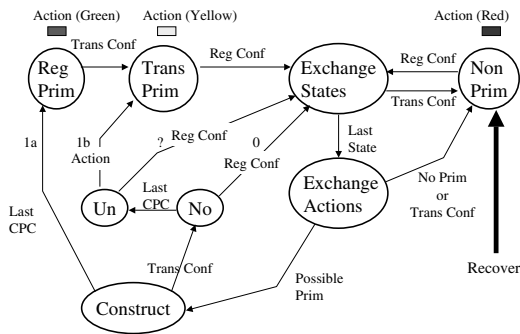 Action (Green)
Action (Yellow)
Action (Red)
Trans Conf
Reg Conf
Reg Conf
Reg
Prim
Trans
Prim
Exchange
States
Non
Prim
Trans Conf
1a
1b
Action
?
Reg Conf
0
Reg Conf
Last
State
Last
CPC
Un
Last
CPC
No
Exchange
Actions
No Prim
or
Trans Conf
Trans Conf
Possible
Prim
Recover
Construct